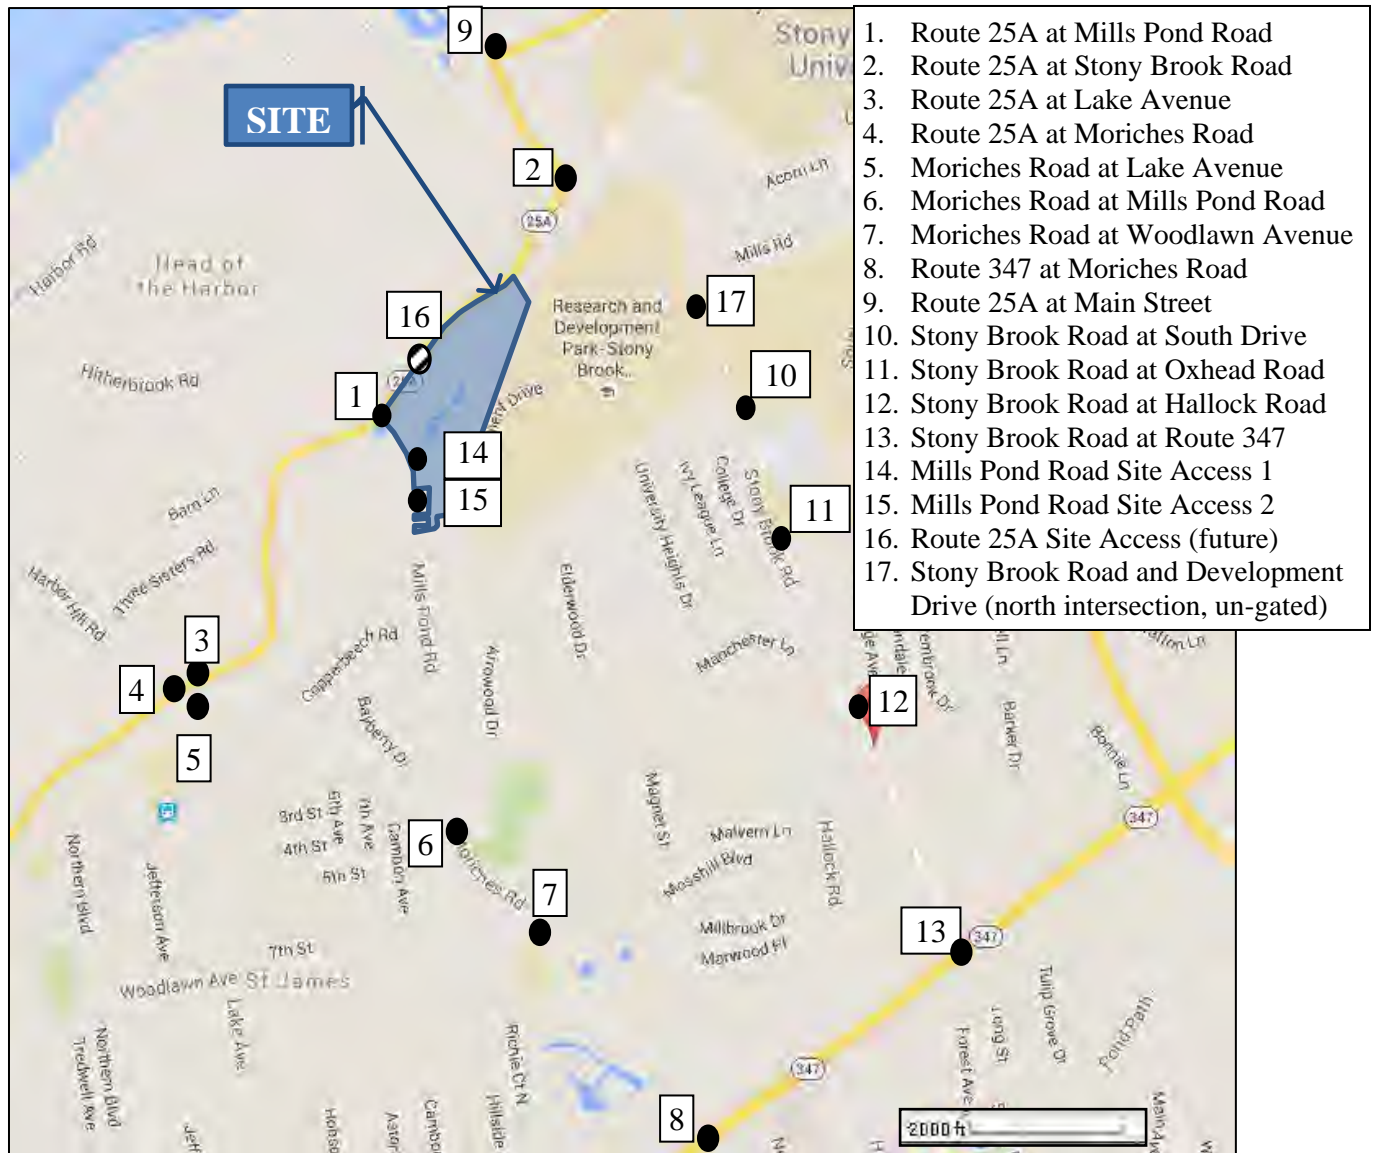 9
Stony
Univ
SITE
2
25A
Acorn Ln
Mills Rd
Harbor Rd
Head of
the Harbor
16
Research and
Development
Park-Stony
Brook...
17
Hitherbrook Rd
1
10
14
15
11
Barn Ln
Three Sisters Rd
Harbor Hill Rd
University Heights Dr
Ivy League Ln
College Dr
Stony Brook Rd
Mills Pond Rd
Elderwood Dr
Copperbeech Rd
Arrowood Dr
Manchester Ln
Bayberry Dr
3
4
5
12
Parker Dr
Bonnie Ln
347
3rd St
4th St
5th St
7th Ave
6
Moriches Rd
7
Magnet St
Malvern Ln
Mosshill Blvd
Hallock Rd
Millbrook Dr
Marwood Pl
13
347
Northern Blvd
Jefferson Ave
7th St
Woodlawn Ave
St James
Lake Ave
Northern Blvd
Tredwell Ave
Richie Ct N
Hillside
347
Tulip Grove Dr
Long St
Forest Ave
Pond Path
8
2000 ft
1. Route 25A at Mills Pond Road
2. Route 25A at Stony Brook Road
3. Route 25A at Lake Avenue
4. Route 25A at Moriches Road
5. Moriches Road at Lake Avenue
6. Moriches Road at Mills Pond Road
7. Moriches Road at Woodlawn Avenue
8. Route 347 at Moriches Road
9. Route 25A at Main Street
10. Stony Brook Road at South Drive
11. Stony Brook Road at Oxhead Road
12. Stony Brook Road at Hallock Road
13. Stony Brook Road at Route 347
14. Mills Pond Road Site Access 1
15. Mills Pond Road Site Access 2
16. Route 25A Site Access (future)
17. Stony Brook Road and Development
Drive (north intersection, un-gated)